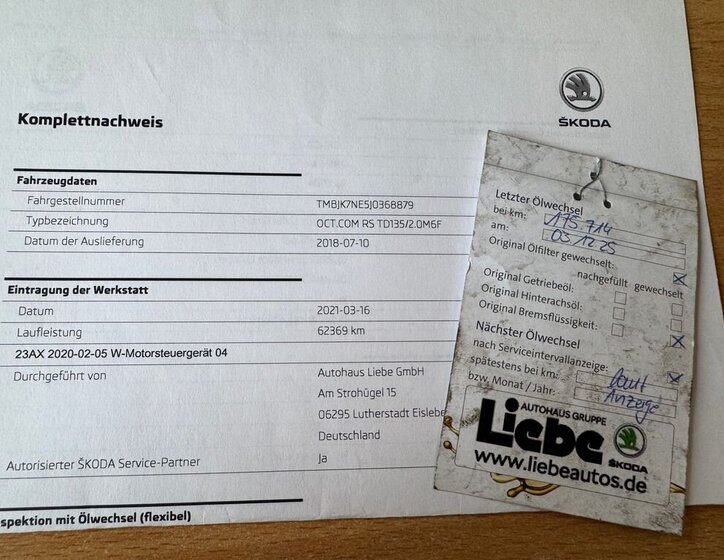 Komplettnachweis
ŠKODA
Fahrzeugdaten
Fahrgestellnummer TMBJK7NE5J0368879
Typbezeichnung OCT.COM RS TD135/2.0M6F
Datum der Auslieferung 2018-07-10
Eintragung der Werkstatt
Datum 2021-03-16
Laufleistung 62369 km
23AX 2020-02-05 W-Motorsteuergerät 04
Durchgeführt von Autohaus Liebe GmbH
Am Strohügel 15
06295 Lutherstadt Eislebe
Deutschland
Autorisierter ŠKODA Service-Partner Ja
spektion mit Ölwechsel (flexibel)
Letzter Ölwechsel
bei km: 175.714
am: 03.12.25
Original Ölfilter gewechselt:
nachgefüllt gewechselt
Original Getriebeöl:
Original Hinterachsöl:
Original Bremsflüssigkeit:
Nächster Ölwechsel
nach Serviceintervallanzeige:
spätestens bei km: laut
bzw. Monat / Jahr: Anzeige
AUTOHAUS GRUPPE
Liebe
ŠKODA
www.liebeautos.de